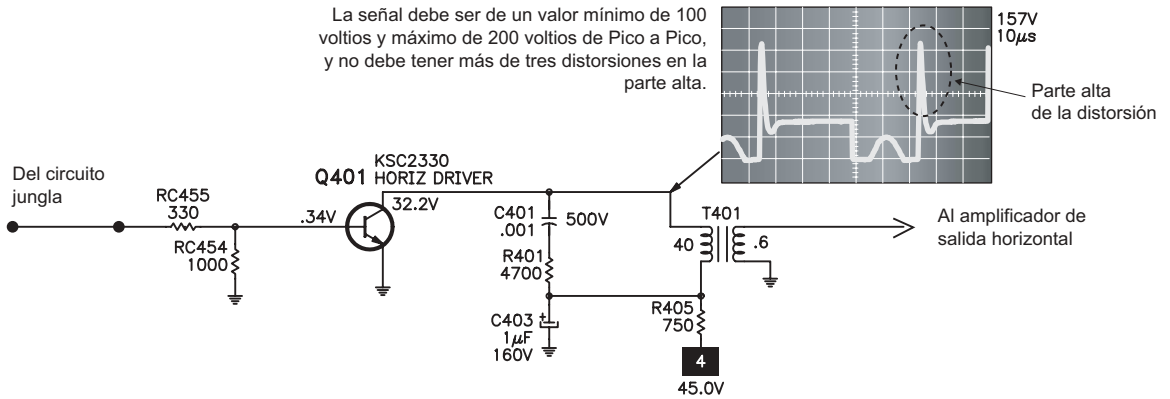 La señal debe ser de un valor mínimo de 100
voltios y máximo de 200 voltios de Pico a Pico,
y no debe tener más de tres distorsiones en la
parte alta.
157V
10µs
Parte alta
de la distorsión
Del circuito
jungla
RC455
330
RC454
1000
.34V
Q401
KSC2330
HORIZ DRIVER
32.2V
C401
.001
500V
R401
4700
C403
+
1µF
160V
T401
40
.6
R405
750
4
45.0V
Al amplificador de
salida horizontal